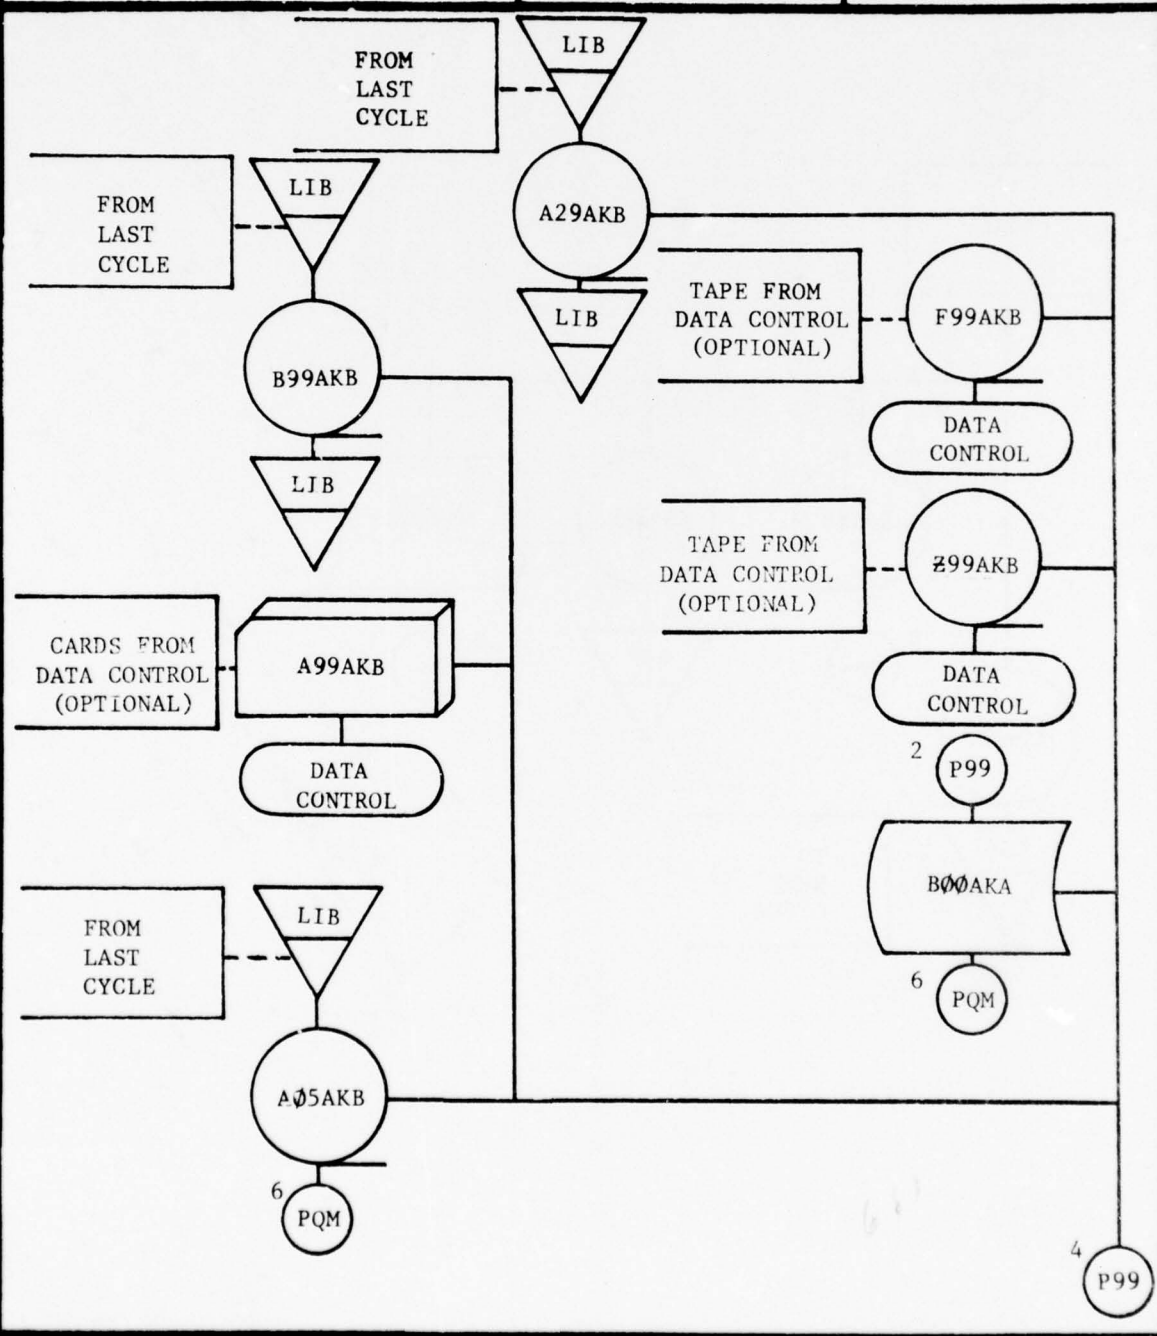 FROM
LAST
CYCLE
LIB
A29AKB
LIB
FROM
LAST
CYCLE
LIB
B99AKB
LIB
TAPE FROM
DATA CONTROL
(OPTIONAL)
F99AKB
DATA
CONTROL
TAPE FROM
DATA CONTROL
(OPTIONAL)
Z99AKB
DATA
CONTROL
CARDS FROM
DATA CONTROL
(OPTIONAL)
A99AKB
DATA
CONTROL
2
P99
BØØAKA
6
PQM
FROM
LAST
CYCLE
LIB
AØ5AKB
6
PQM
4
P99